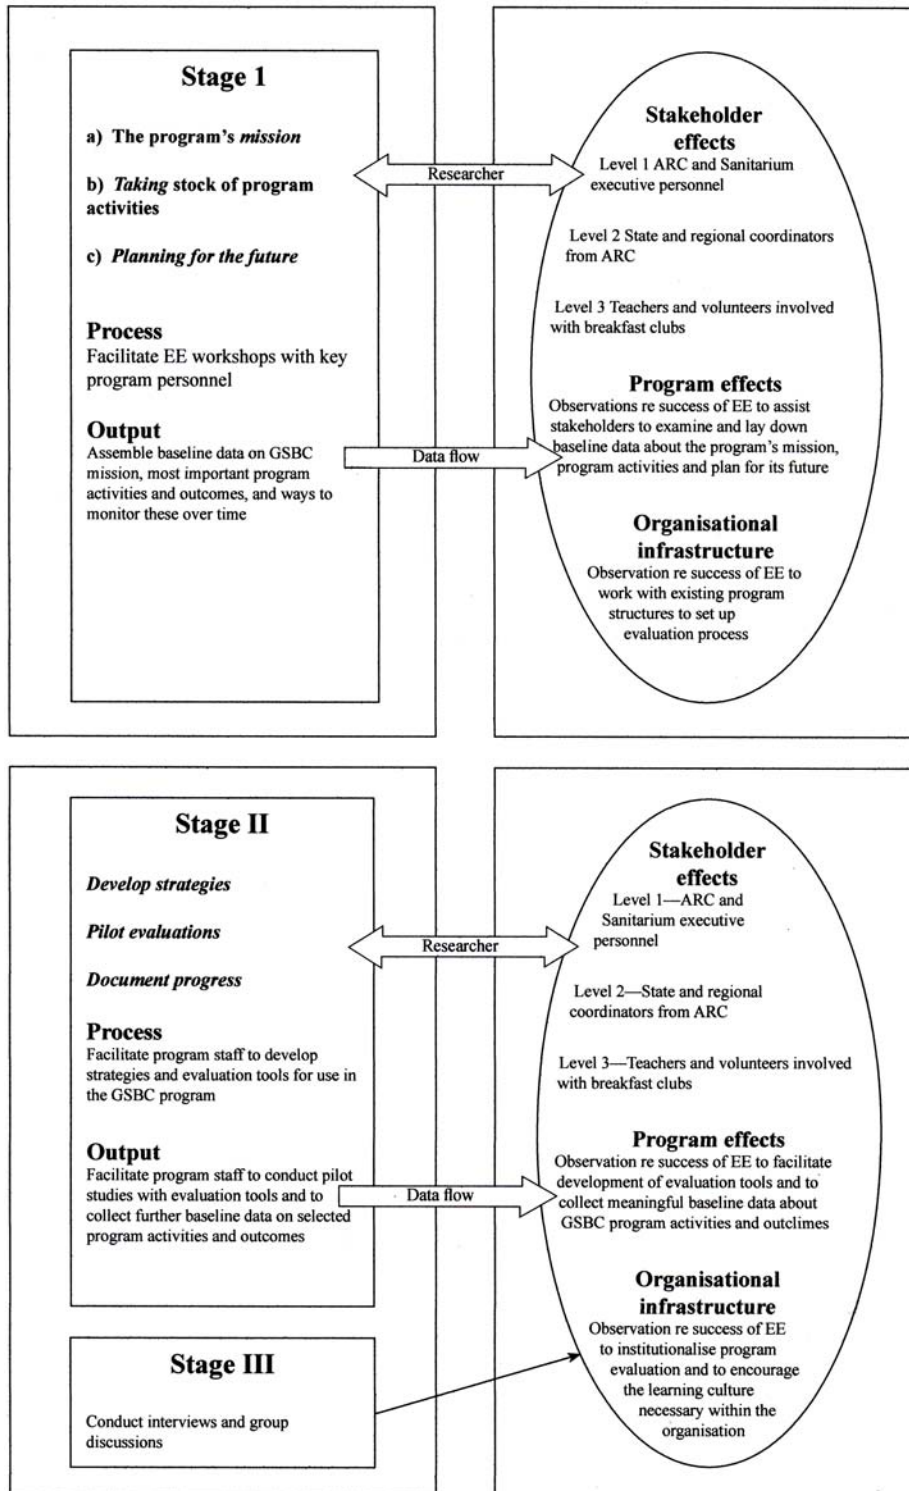 Stage 1
a) The program's mission
b) Taking stock of program
activities
c) Planning for the future
Process
Facilitate EE workshops with key
program personnel
Output
Assemble baseline data on GSBC
mission, most important program
activities and outcomes, and ways to
monitor these over time
Researcher
Data flow
Stakeholder
effects
Level 1 ARC and Sanitarium
executive personnel
Level 2 State and regional coordinators
from ARC
Level 3 Teachers and volunteers involved
with breakfast clubs
Program effects
Observations re success of EE to assist
stakeholders to examine and lay down
baseline data about the program's mission,
program activities and plan for its future
Organisational
infrastructure
Observation re success of EE to
work with existing program
structures to set up
evaluation process
Stage II
Develop strategies
Pilot evaluations
Document progress
Process
Facilitate program staff to develop
strategies and evaluation tools for use in
the GSBC program
Output
Facilitate program staff to conduct pilot
studies with evaluation tools and to
collect further baseline data on selected
program activities and outcomes
Researcher
Data flow
Stakeholder
effects
Level 1—ARC and
Sanitarium executive
personnel
Level 2—State and regional
coordinators from ARC
Level 3—Teachers and volunteers involved
with breakfast clubs
Program effects
Observation re success of EE to facilitate
development of evaluation tools and to
collect meaningful baseline data about
GSBC program activities and outclimes
Organisational
infrastructure
Observation re success of EE
to institutionalise program
evaluation and to encourage
the learning culture
necessary within the
organisation
Stage III
Conduct interviews and group
discussions